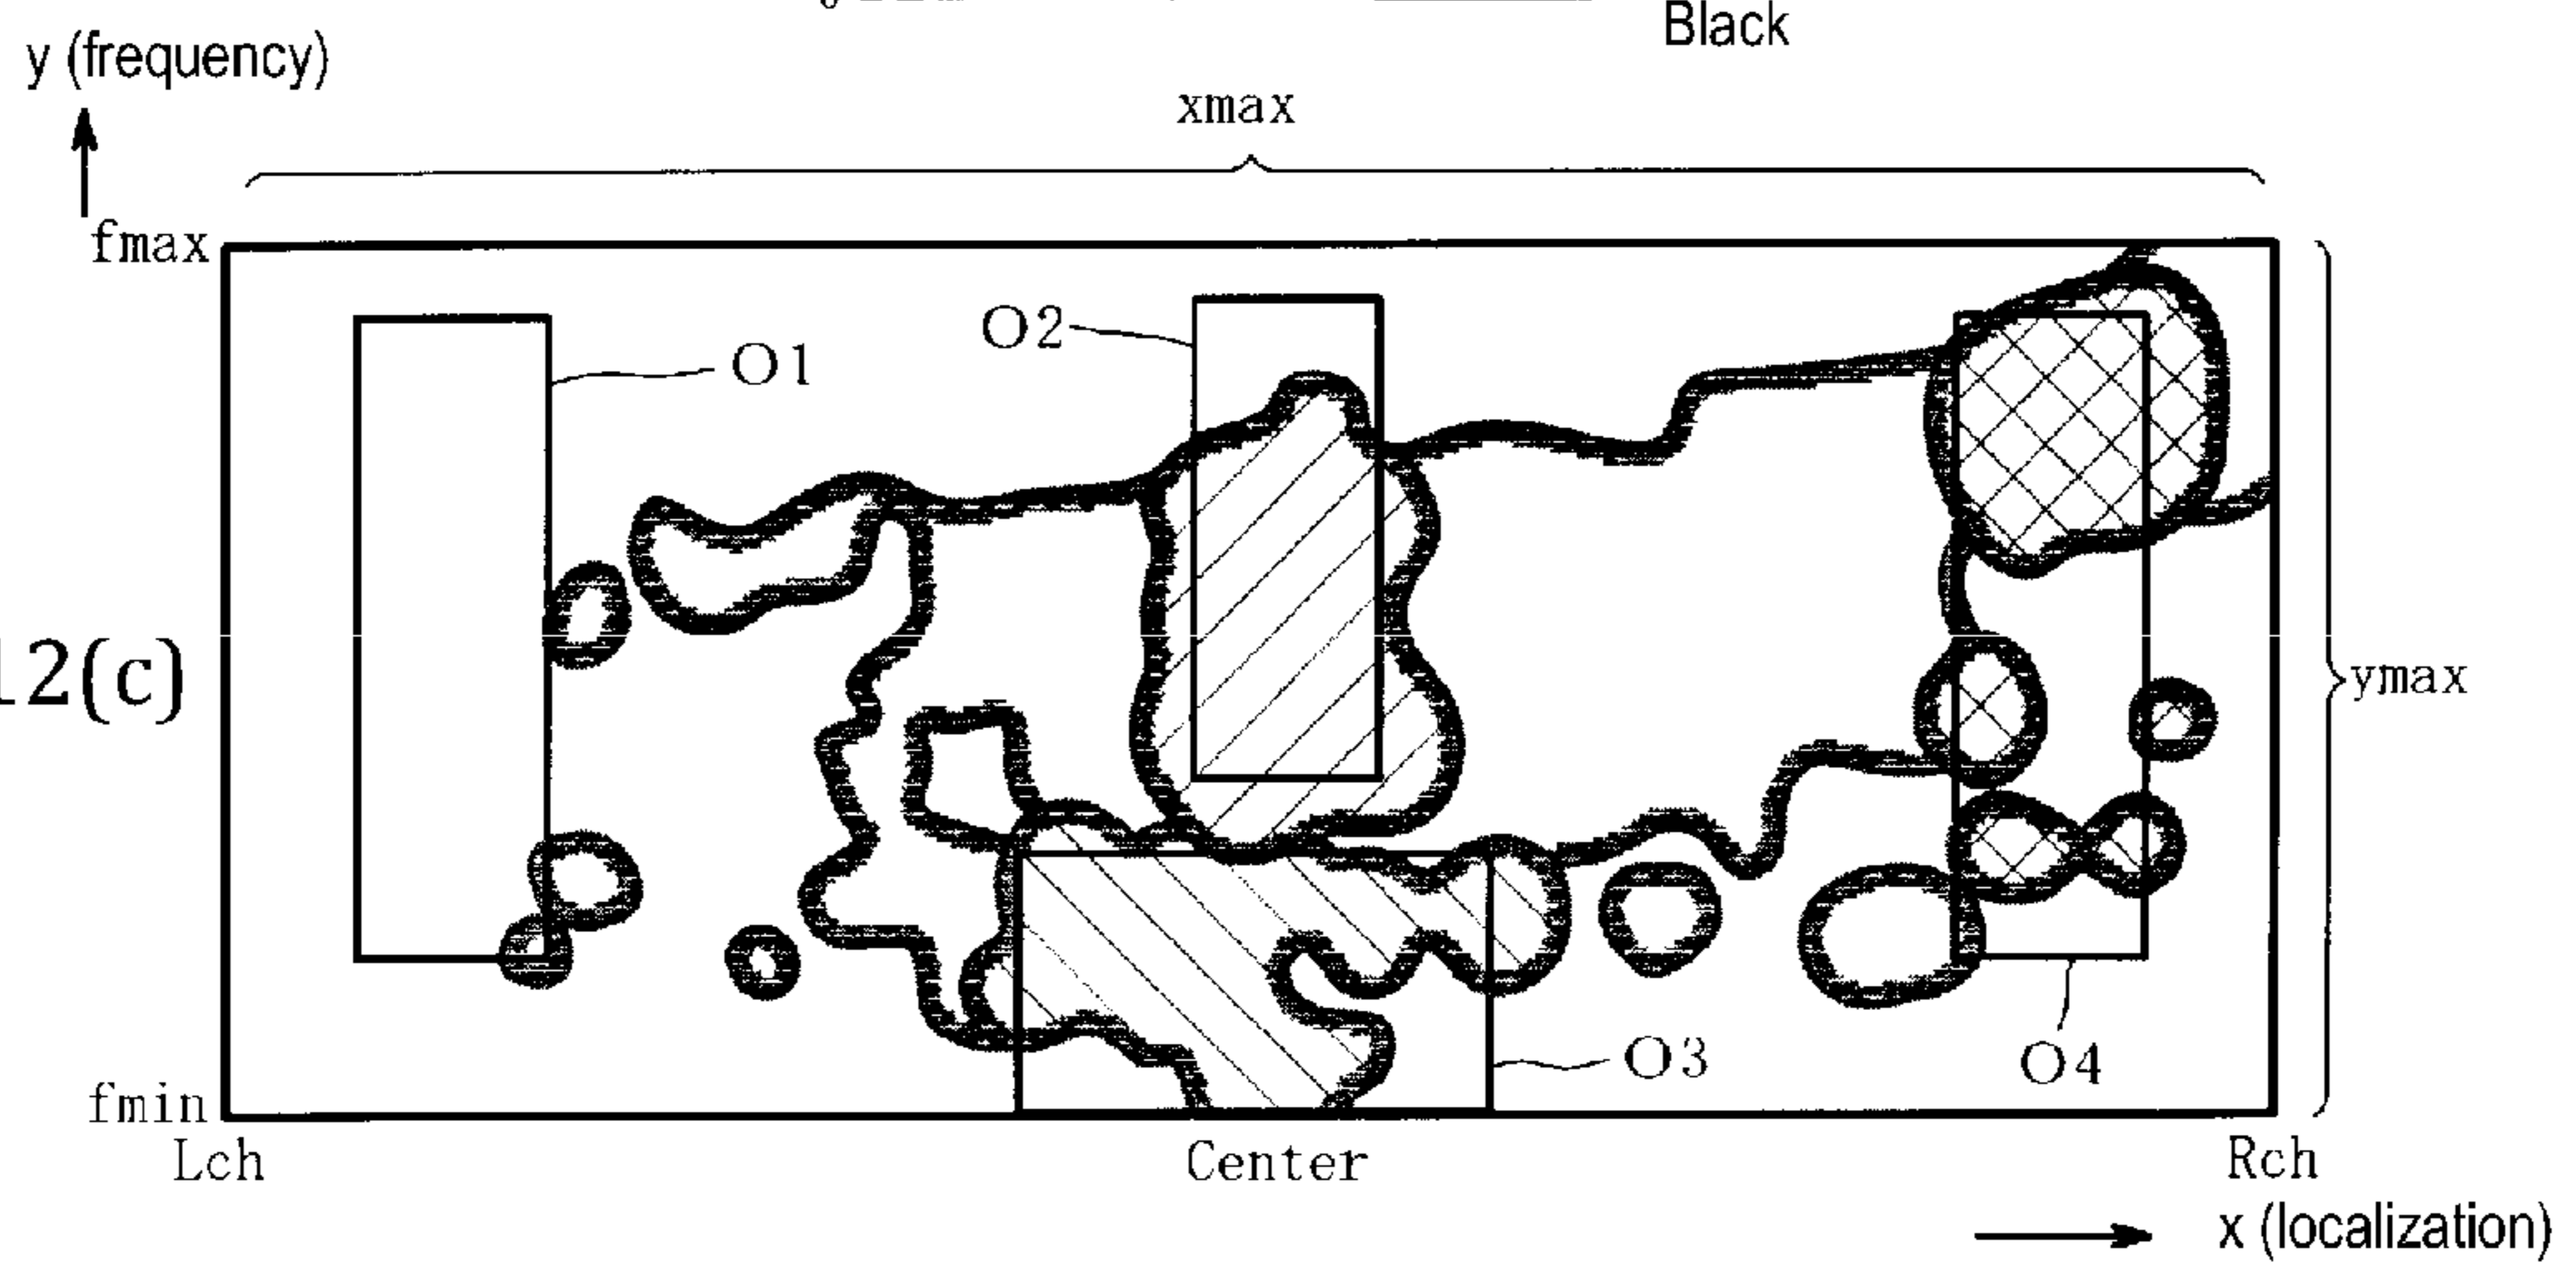 Black
y (frequency)
xmax
fmax
O2
O1
12(c)
ymax
O3
O4
fmin
Lch
Center
Rch
x (localization)